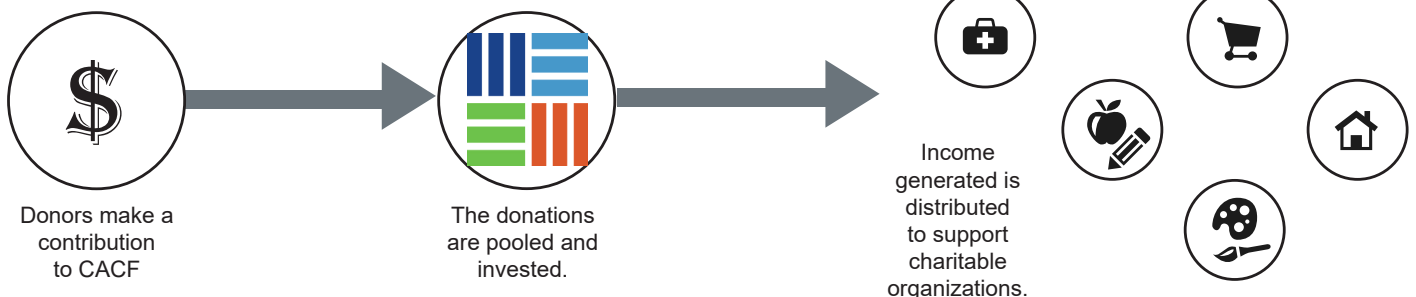 $
Donors make a
contribution
to CACF
The donations
are pooled and
invested.
Income
generated is
distributed
to support
charitable
organizations.